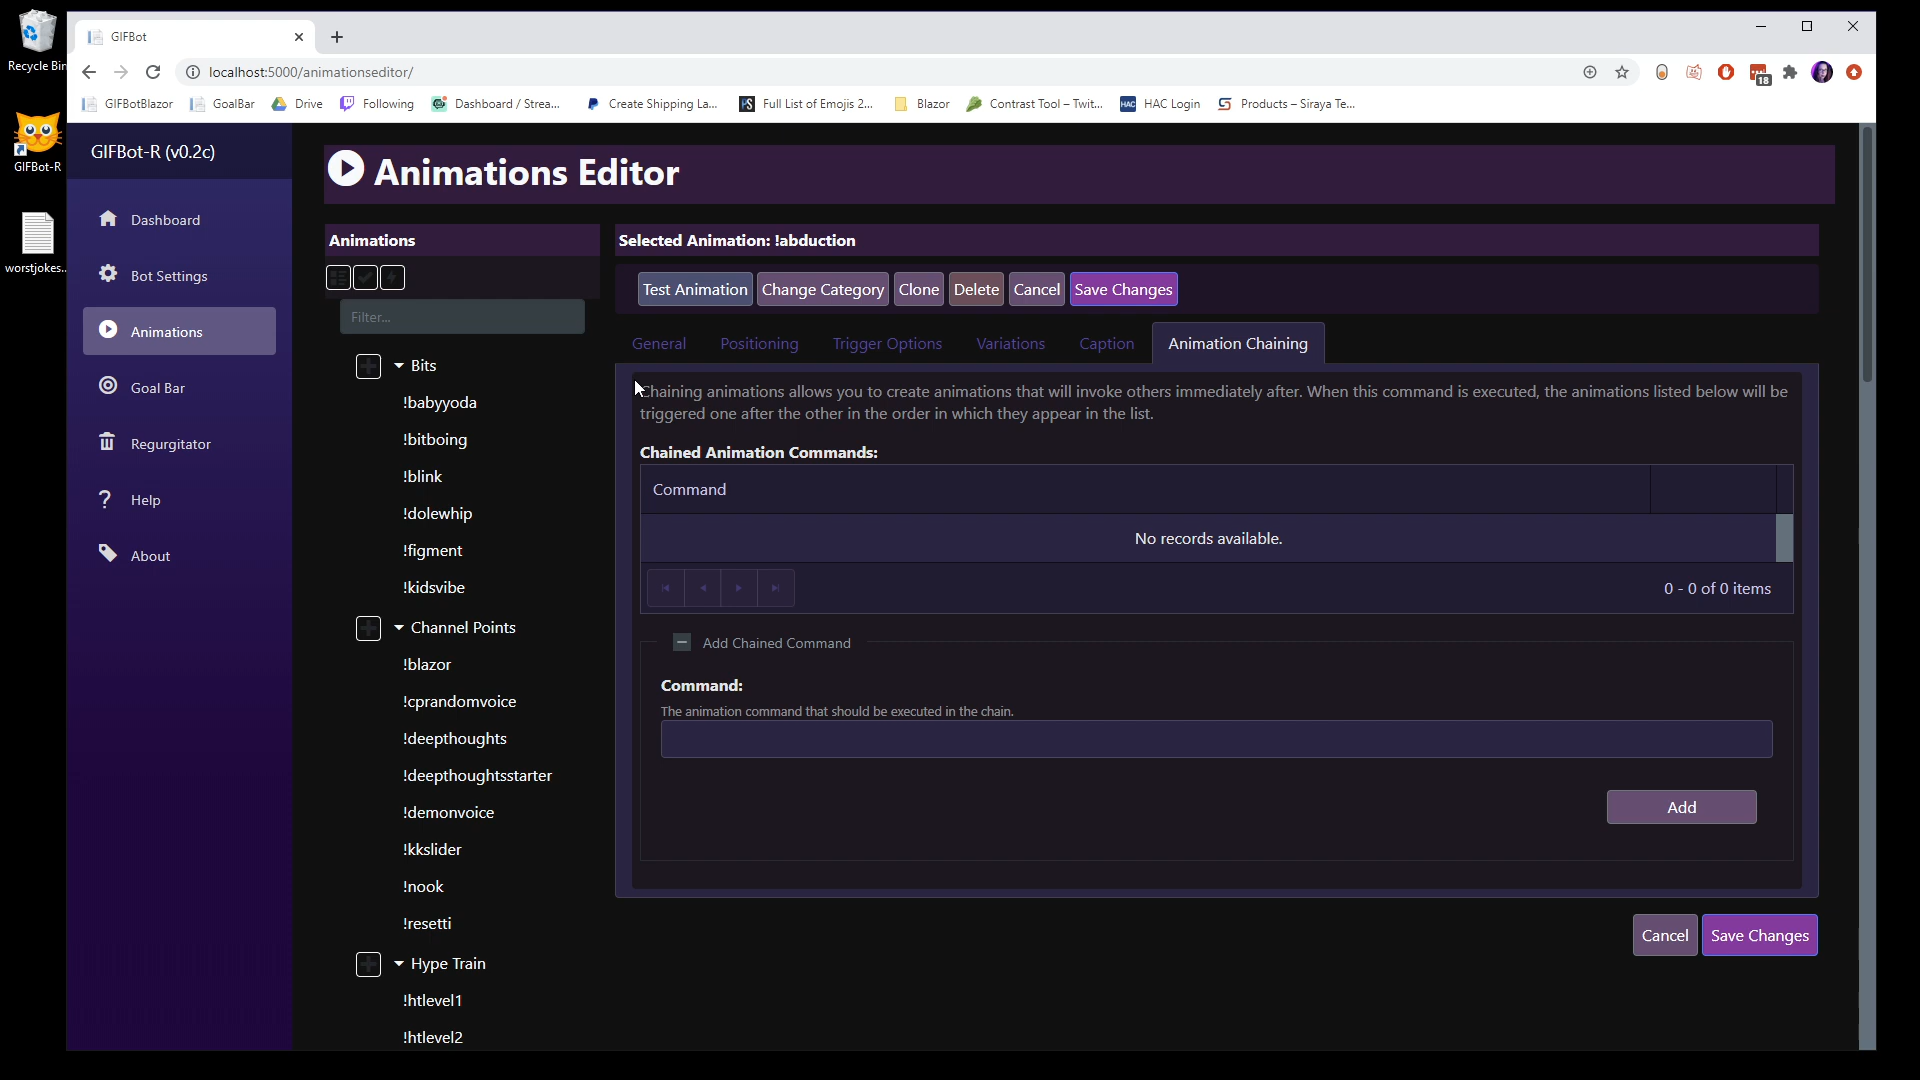 Recycle Bin
GIFBot-R
worstjokes...
GIFBot
localhost:5000/animationseditor/
18
GIFBotBlazor
GoalBar
Drive
Following
Dashboard / Strea...
Create Shipping La...
Full List of Emojis 2...
Blazor
Contrast Tool – Twit...
HAC HAC Login
Products – Siraya Te...
GIFBot-R (v0.2c)
Dashboard
Bot Settings
Animations
Goal Bar
Regurgitator
Help
About
Animations Editor
Animations
Filter...
Bits
!babyyoda
!bitboing
!blink
!dolewhip
!figment
!kidsvibe
Channel Points
!blazor
!cprandomvoice
!deepthoughts
!deepthoughtsstarter
!demonvoice
!kkslider
!nook
!resetti
Hype Train
!htlevel1
!htlevel2
Selected Animation: !abduction
Test Animation Change Category Clone Delete Cancel Save Changes
General Positioning Trigger Options Variations Caption Animation Chaining
Chaining animations allows you to create animations that will invoke others immediately after. When this command is executed, the animations listed below will be
triggered one after the other in the order in which they appear in the list.
Chained Animation Commands:
Command
No records available.
0 - 0 of 0 items
Add Chained Command
Command:
The animation command that should be executed in the chain.
Add
Cancel Save Changes